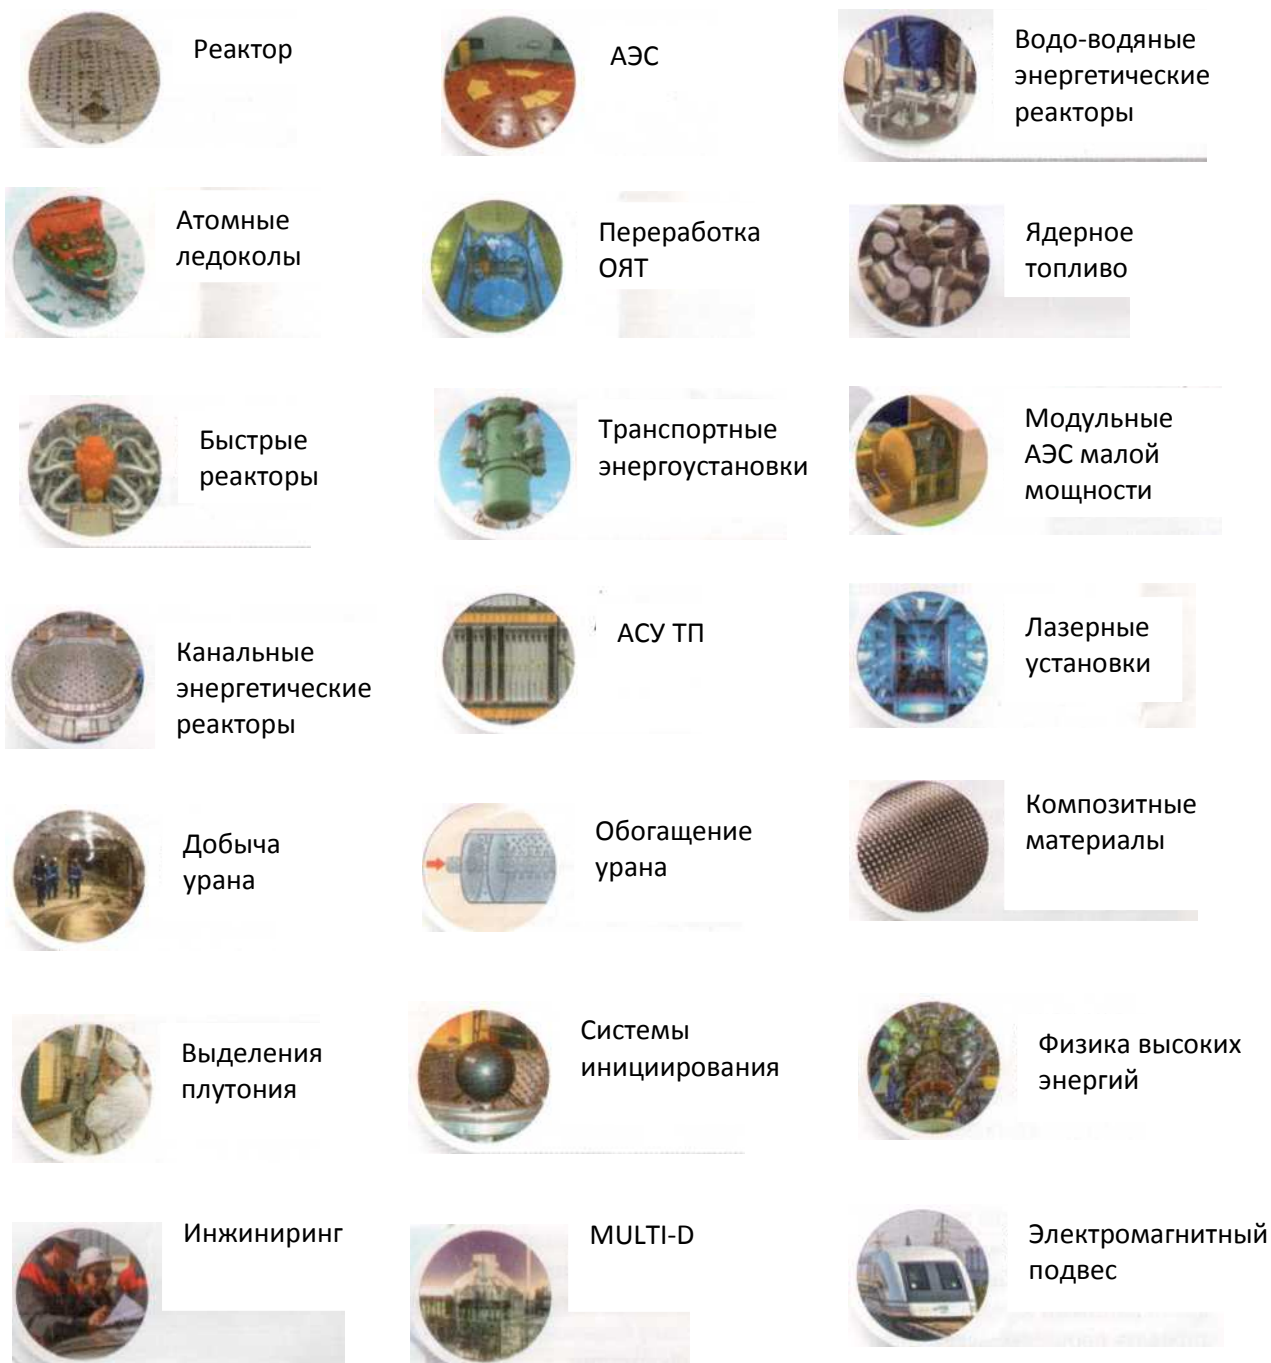 Реактор
АЭС
Водо-водяные
энергетические
реакторы
Атомные
ледоколы
Переработка
ОЯТ
Ядерное
топливо
Быстрые
реакторы
Транспортные
энергоустановки
Модульные
АЭС малой
мощности
Канальные
энергетические
реакторы
АСУ ТП
Лазерные
установки
Добыча
урана
Обогащение
урана
Композитные
материалы
Выделения
плутония
Системы
инициирования
Физика высоких
энергий
Инжиниринг
MULTI-D
Электромагнитный
подвес